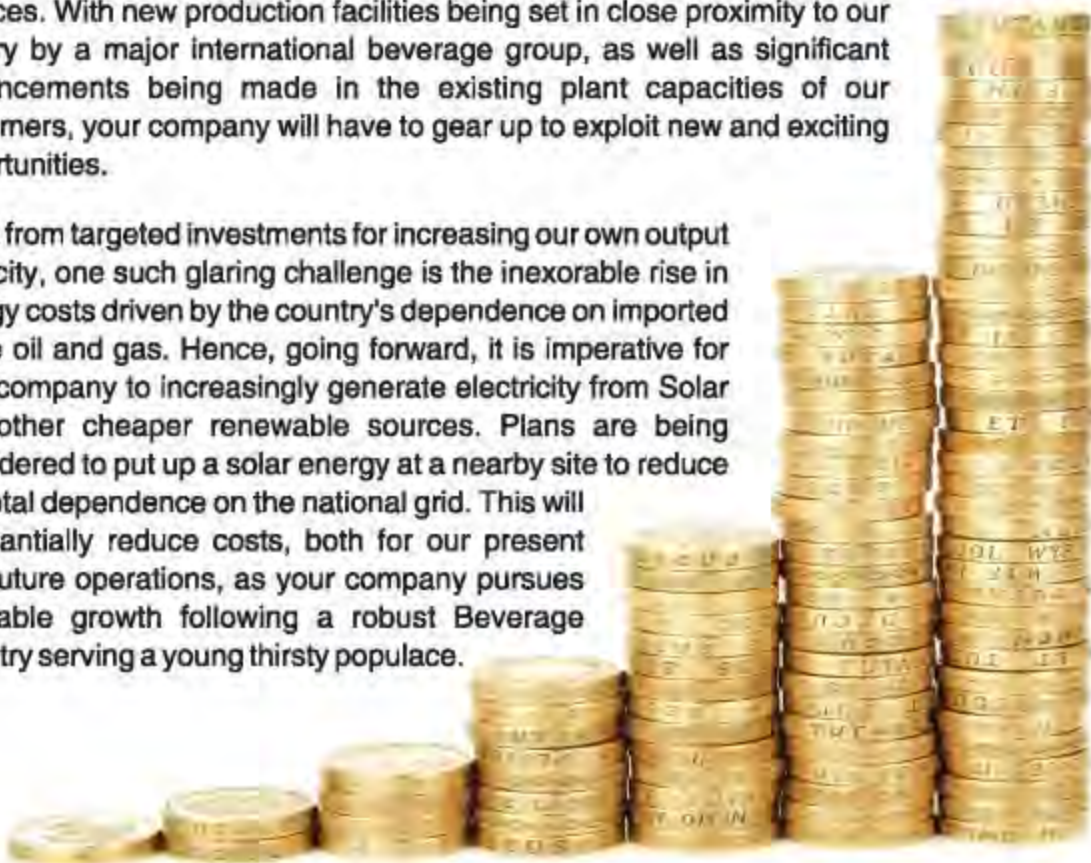 ces. With new production facilities being set in close proximity to our
ry by a major international beverage group, as well as significant
ncements being made in the existing plant capacities of our
mers, your company will have to gear up to exploit new and exciting
rtunities.
from targeted investments for increasing our own output
city, one such glaring challenge is the inexorable rise in
gy costs driven by the country's dependence on imported
oil and gas. Hence, going forward, it is imperative for
company to increasingly generate electricity from Solar
other cheaper renewable sources. Plans are being
dered to put up a solar energy at a nearby site to reduce
tal dependence on the national grid. This will
antially reduce costs, both for our present
uture operations, as your company pursues
able growth following a robust Beverage
try serving a young thirsty populace.